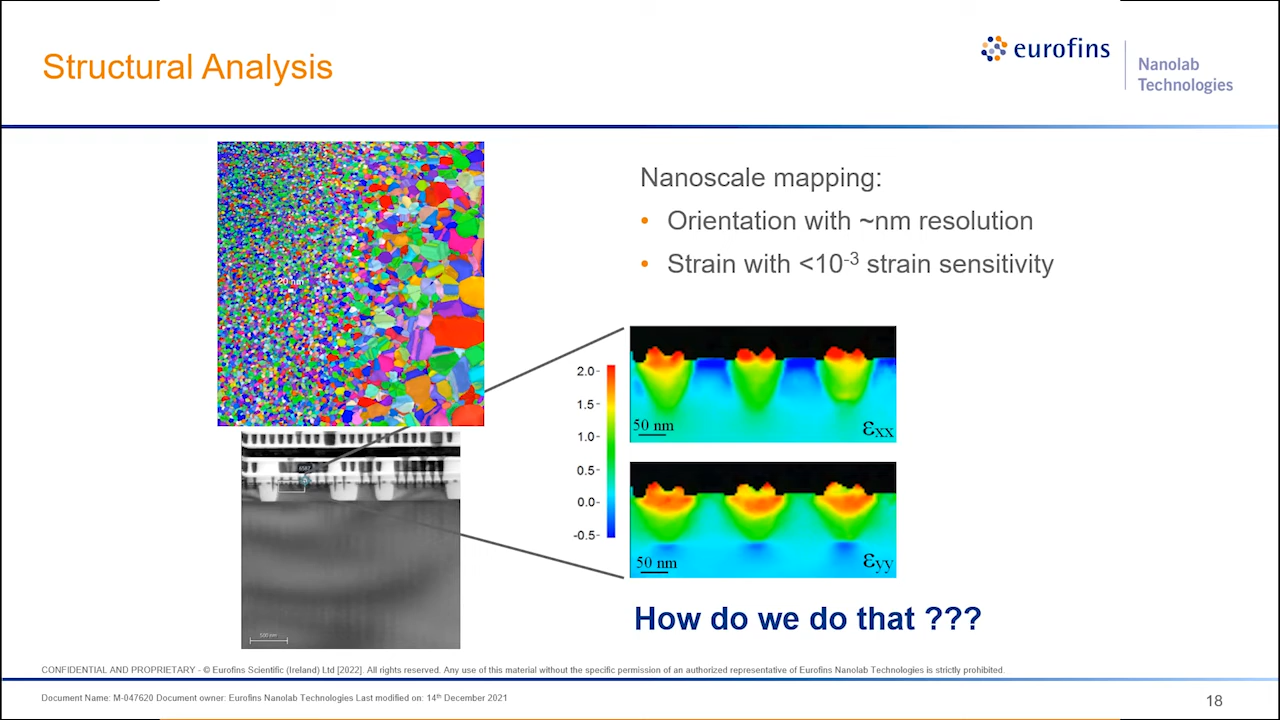 Structural Analysis
eurofins
Nanolab
Technologies
Nanoscale mapping:
• Orientation with ~nm resolution
• Strain with <10-3 strain sensitivity
20 nm
2.0-
1.5-
1.0-
0.5-
0.0-
-0.5-
50 nm
εxx
50 nm
εyy
500 nm
How do we do that ???
CONFIDENTIAL AND PROPRIETARY - © Eurofins Scientific (Ireland) Ltd [2022]. All rights reserved. Any use of this material without the specific permission of an authorized representative of Eurofins Nanolab Technologies is strictly prohibited.
Document Name: M-047620 Document owner: Eurofins Nanolab Technologies Last modified on: 14th December 2021
18